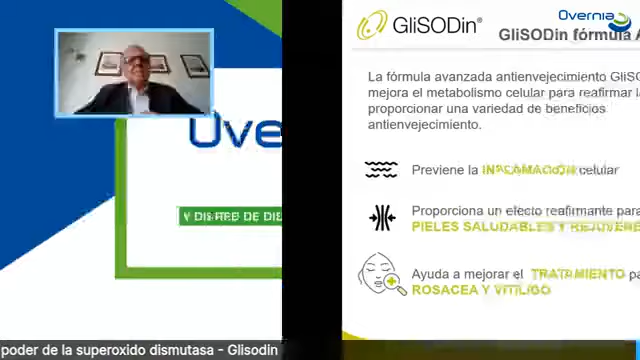 GliSODin®
Overnia
GliSODin fórmula A
La fórmula avanzada antienvejecimiento GliSO
mejora el metabolismo celular para reafirmar l
proporcionar una variedad de beneficios
antienvejecimiento.
Previene la INFLAMACIÓN celular
Proporciona un efecto reafirmante para
PIELES SALUDABLES Y REJUVENE
Ayuda a mejorar el TRATAMIENTO pa
ROSACEA Y VITILIGO
Over
poder de la superoxido dismutasa - Glisodin